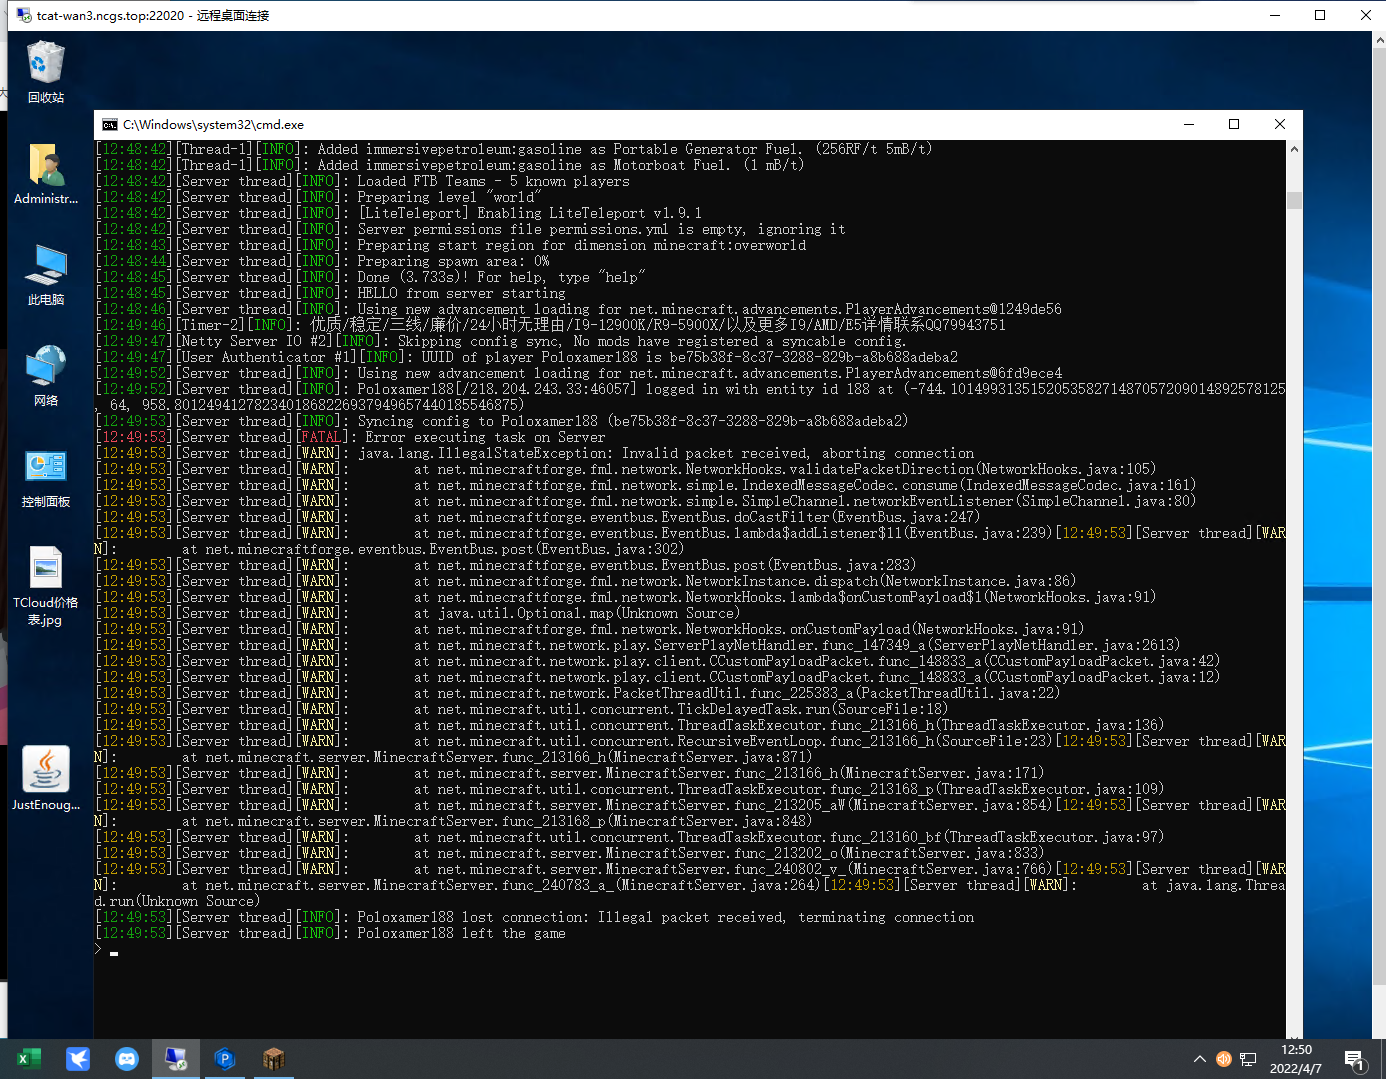 tcat-wan3.ncgs.top:22020 - 远程桌面连接
回收站
Administr...
此电脑
网络
控制面板
TCloud价格
表.jpg
JustEnoug...
C:\Windows\system32\cmd.exe
[12:48:42][Thread-1][INFO]: Added immersivepetroleum:gasoline as Portable Generator Fuel. (256RF/t 5mB/t)
[12:48:42][Thread-1][INFO]: Added immersivepetroleum:gasoline as Motorboat Fuel. (1 mB/t)
[12:48:42][Server thread][INFO]: Loaded FTB Teams - 5 known players
[12:48:42][Server thread][INFO]: Preparing level "world"
[12:48:42][Server thread][INFO]: [LiteTeleport] Enabling LiteTeleport v1.9.1
[12:48:42][Server thread][INFO]: Server permissions file permissions.yml is empty, ignoring it
[12:48:43][Server thread][INFO]: Preparing start region for dimension minecraft:overworld
[12:48:44][Server thread][INFO]: Preparing spawn area: 0%
[12:48:45][Server thread][INFO]: Done (3.733s)! For help, type "help"
[12:48:45][Server thread][INFO]: HELLO from server starting
[12:48:46][Server thread][INFO]: Using new advancement loading for net.minecraft.advancements.PlayerAdvancements@1249de56
[12:49:46][Timer-2][INFO]: 优质/稳定/三线/廉价/24小时无理由/I9-12900K/R9-5900X/以及更多I9/AMD/E5详情联系QQ79943751
[12:49:47][Netty Server IO #2][INFO]: Skipping config sync, No mods have registered a syncable config.
[12:49:47][User Authenticator #1][INFO]: UUID of player Poloxamer188 is be75b38f-8c37-3288-829b-a8b688adeba2
[12:49:52][Server thread][INFO]: Using new advancement loading for net.minecraft.advancements.PlayerAdvancements@6fd9ece4
[12:49:52][Server thread][INFO]: Poloxamer188[/218.204.243.33:46057] logged in with entity id 188 at (-744.1014993135152053582714870572090148925781 25
, 64, 958.8012494127823401868226937949657440185546875)
[12:49:53][Server thread][INFO]: Syncing config to Poloxamer188 (be75b38f-8c37-3288-829b-a8b688adeba2)
[12:49:53][Server thread][FATAL]: Error executing task on Server
[12:49:53][Server thread][WARN]: java.lang.IllegalStateException: Invalid packet received, aborting connection
[12:49:53][Server thread][WARN]: at net.minecraftforge.fml.network.NetworkHooks.validatePacketDirection(NetworkHooks.java:105)
[12:49:53][Server thread][WARN]: at net.minecraftforge.fml.network.simple.IndexedMessageCodec.consume(IndexedMessageCodec.java:161)
[12:49:53][Server thread][WARN]: at net.minecraftforge.fml.network.simple.SimpleChannel.networkEventListener(SimpleChannel.java:80)
[12:49:53][Server thread][WARN]: at net.minecraftforge.eventbus.EventBus.doCastFilter(EventBus.java:247)
[12:49:53][Server thread][WARN]: at net.minecraftforge.eventbus.EventBus.lambda$addListener$11(EventBus.java:239)[12:49:53][Server thread][WAR
N]: at net.minecraftforge.eventbus.EventBus.post(EventBus.java:302)
[12:49:53][Server thread][WARN]: at net.minecraftforge.eventbus.EventBus.post(EventBus.java:283)
[12:49:53][Server thread][WARN]: at net.minecraftforge.fml.network.NetworkInstance.dispatch(NetworkInstance.java:86)
[12:49:53][Server thread][WARN]: at net.minecraftforge.fml.network.NetworkHooks.lambda$onCustomPayload$1(NetworkHooks.java:91)
[12:49:53][Server thread][WARN]: at java.util.Optional.map(Unknown Source)
[12:49:53][Server thread][WARN]: at net.minecraftforge.fml.network.NetworkHooks.onCustomPayload(NetworkHooks.java:91)
[12:49:53][Server thread][WARN]: at net.minecraft.network.play.ServerPlayNetHandler.func_147349_a(ServerPlayNetHandler.java:2613)
[12:49:53][Server thread][WARN]: at net.minecraft.network.play.client.CCustomPayloadPacket.func_148833_a(CCustomPayloadPacket.java:42)
[12:49:53][Server thread][WARN]: at net.minecraft.network.play.client.CCustomPayloadPacket.func_148833_a(CCustomPayloadPacket.java:12)
[12:49:53][Server thread][WARN]: at net.minecraft.network.PacketThreadUtil.func_225383_a(PacketThreadUtil.java:22)
[12:49:53][Server thread][WARN]: at net.minecraft.util.concurrent.TickDelayedTask.run(SourceFile:18)
[12:49:53][Server thread][WARN]: at net.minecraft.util.concurrent.ThreadTaskExecutor.func_213166_h(ThreadTaskExecutor.java:136)
[12:49:53][Server thread][WARN]: at net.minecraft.util.concurrent.RecursiveEventLoop.func_213166_h(SourceFile:23)[12:49:53][Server thread][WAR
N]: at net.minecraft.server.MinecraftServer.func_213166_h(MinecraftServer.java:871)
[12:49:53][Server thread][WARN]: at net.minecraft.server.MinecraftServer.func_213166_h(MinecraftServer.java:171)
[12:49:53][Server thread][WARN]: at net.minecraft.util.concurrent.ThreadTaskExecutor.func_213168_p(ThreadTaskExecutor.java:109)
[12:49:53][Server thread][WARN]: at net.minecraft.server.MinecraftServer.func_213205_aW(MinecraftServer.java:854)[12:49:53][Server thread][WAR
N]: at net.minecraft.server.MinecraftServer.func_213168_p(MinecraftServer.java:848)
[12:49:53][Server thread][WARN]: at net.minecraft.util.concurrent.ThreadTaskExecutor.func_213160_bf(ThreadTaskExecutor.java:97)
[12:49:53][Server thread][WARN]: at net.minecraft.server.MinecraftServer.func_213202_o(MinecraftServer.java:833)
[12:49:53][Server thread][WARN]: at net.minecraft.server.MinecraftServer.func_240802_v_(MinecraftServer.java:766)[12:49:53][Server thread][WAR
N]: at net.minecraft.server.MinecraftServer.func_240783_a_(MinecraftServer.java:264)[12:49:53][Server thread][WARN]: at java.lang.Threa
d.run(Unknown Source)
[12:49:53][Server thread][INFO]: Poloxamer188 lost connection: Illegal packet received, terminating connection
[12:49:53][Server thread][INFO]: Poloxamer188 left the game
>
12:50
2022/4/7
1